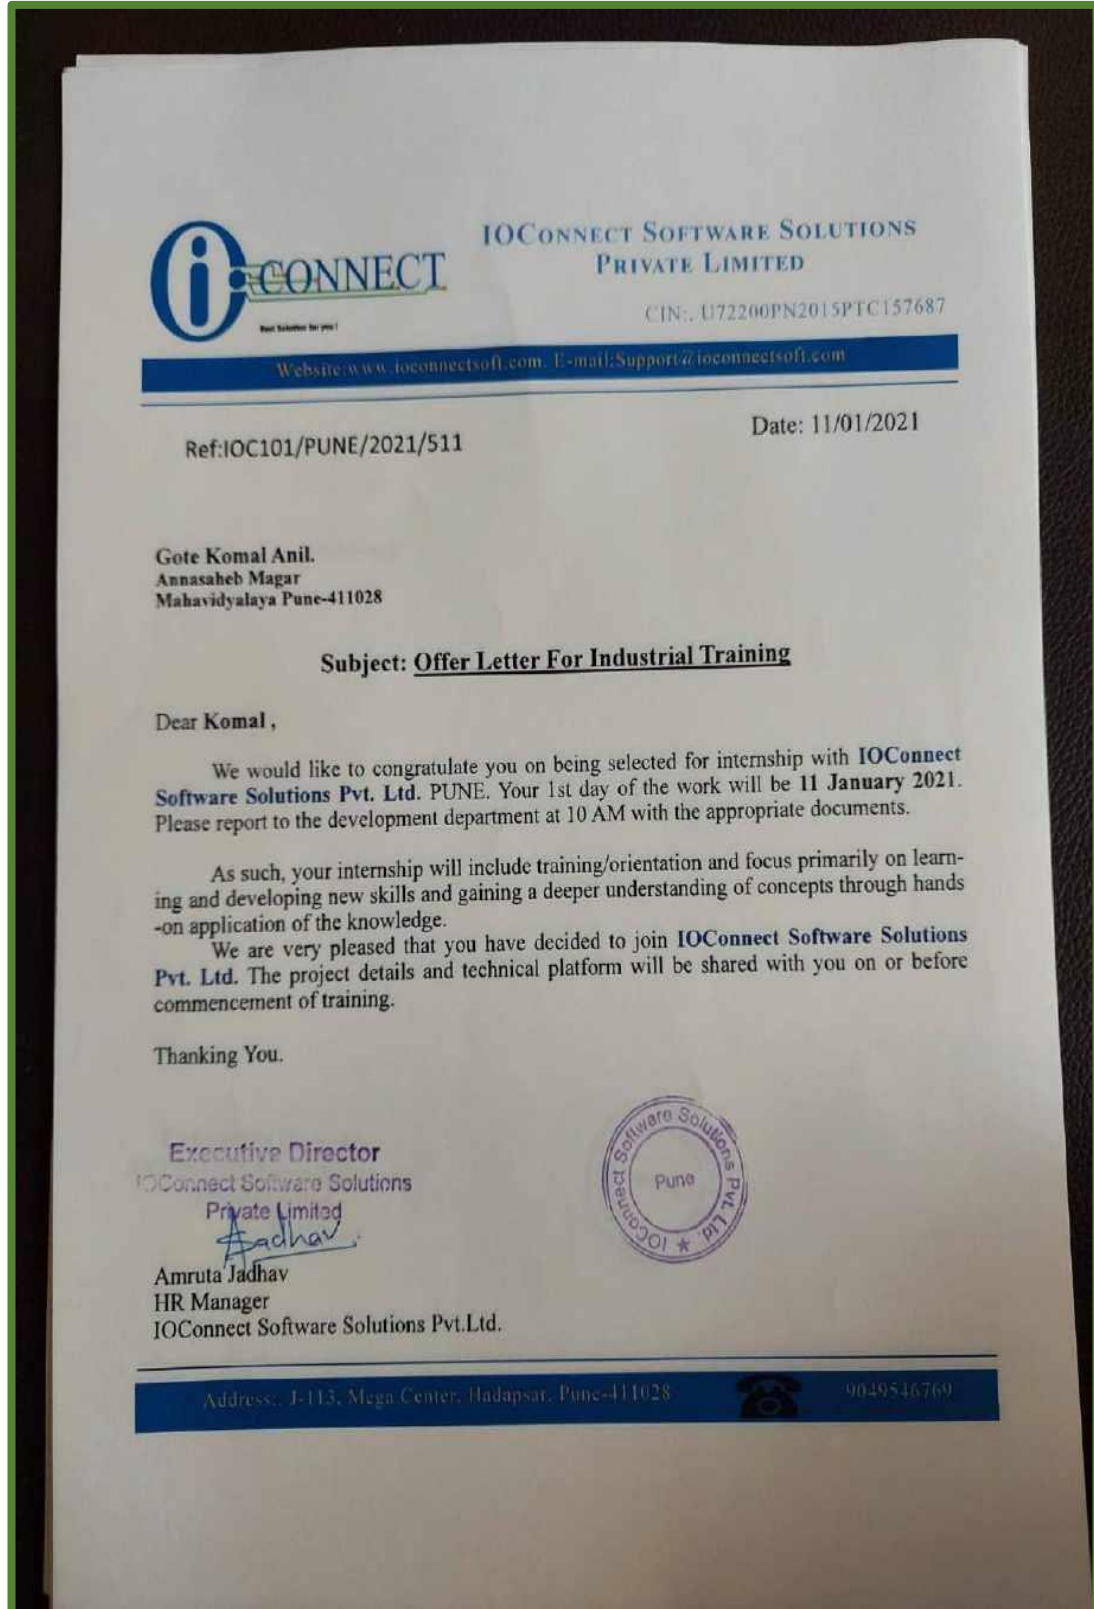 iO CONNECT
Best Solution for you!
IOCONNECT SOFTWARE SOLUTIONS
PRIVATE LIMITED
CIN:. U72200PN2015PTC157687
Website:www.ioconnectsoft.com. E-mail:Support@ioconnectsoft.com
Ref:IOC101/PUNE/2021/511
Date: 11/01/2021
Gote Komal Anil.
Annasaheb Magar
Mahavidyalaya Pune-411028
Subject: Offer Letter For Industrial Training
Dear Komal ,
We would like to congratulate you on being selected for internship with IOConnect
Software Solutions Pvt. Ltd. PUNE. Your 1st day of the work will be 11 January 2021.
Please report to the development department at 10 AM with the appropriate documents.
As such, your internship will include training/orientation and focus primarily on learn-
ing and developing new skills and gaining a deeper understanding of concepts through hands
-on application of the knowledge.
We are very pleased that you have decided to join IOConnect Software Solutions
Pvt. Ltd. The project details and technical platform will be shared with you on or before
commencement of training.
Thanking You.
Executive Director
IOConnect Software Solutions
Private Limited
Jadhav
IOConnect Software Solutions Pvt. Ltd. ★
Pune
Amruta Jadhav
HR Manager
IOConnect Software Solutions Pvt.Ltd.
Address:. J-113, Mega Center, Hadapsar, Pune-411028
9049546769